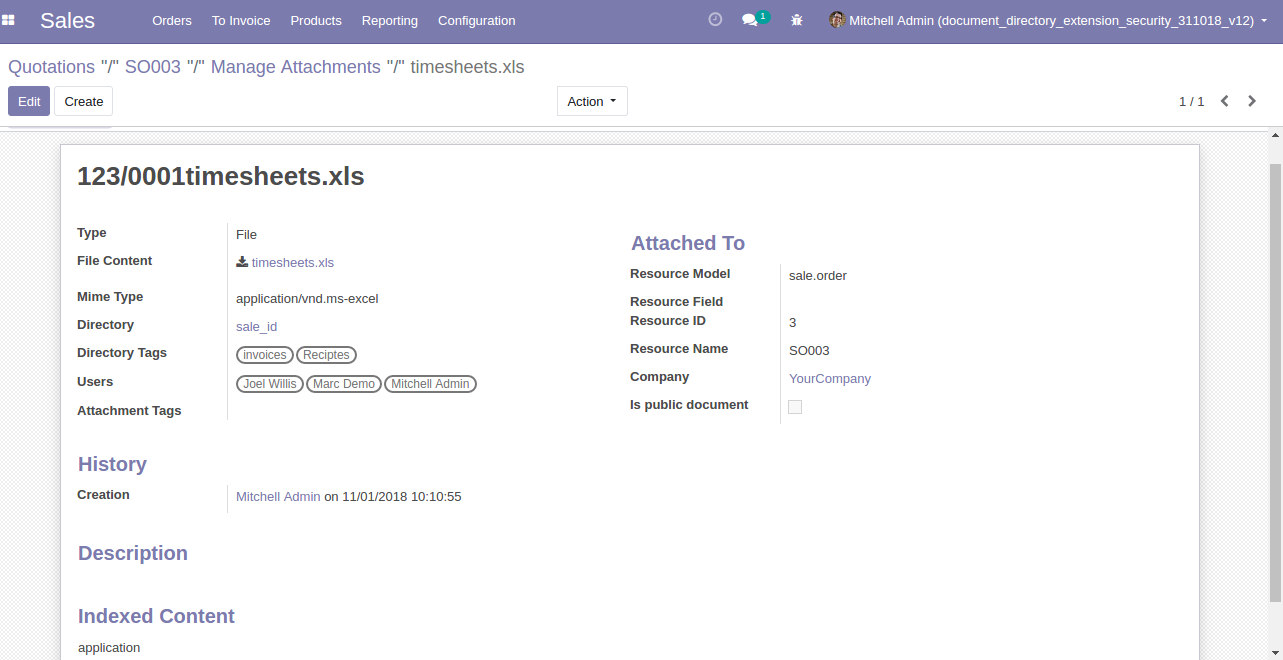 Sales Orders To Invoice Products Reporting Configuration 1 Mitchell Admin (document_directory_extension_security_311018_v12)
Quotations "/" SO003 "/" Manage Attachments "/" timesheets.xls
Edit Create Action 1 / 1
123/0001timesheets.xls
Type File
File Content timesheets.xls
Mime Type application/vnd.ms-excel
Directory sale_id
Directory Tags invoices Reciptes
Users Joel Willis Marc Demo Mitchell Admin
Attachment Tags
Attached To
Resource Model sale.order
Resource Field
Resource ID 3
Resource Name SO003
Company YourCompany
Is public document
History
Creation Mitchell Admin on 11/01/2018 10:10:55
Description
Indexed Content
application